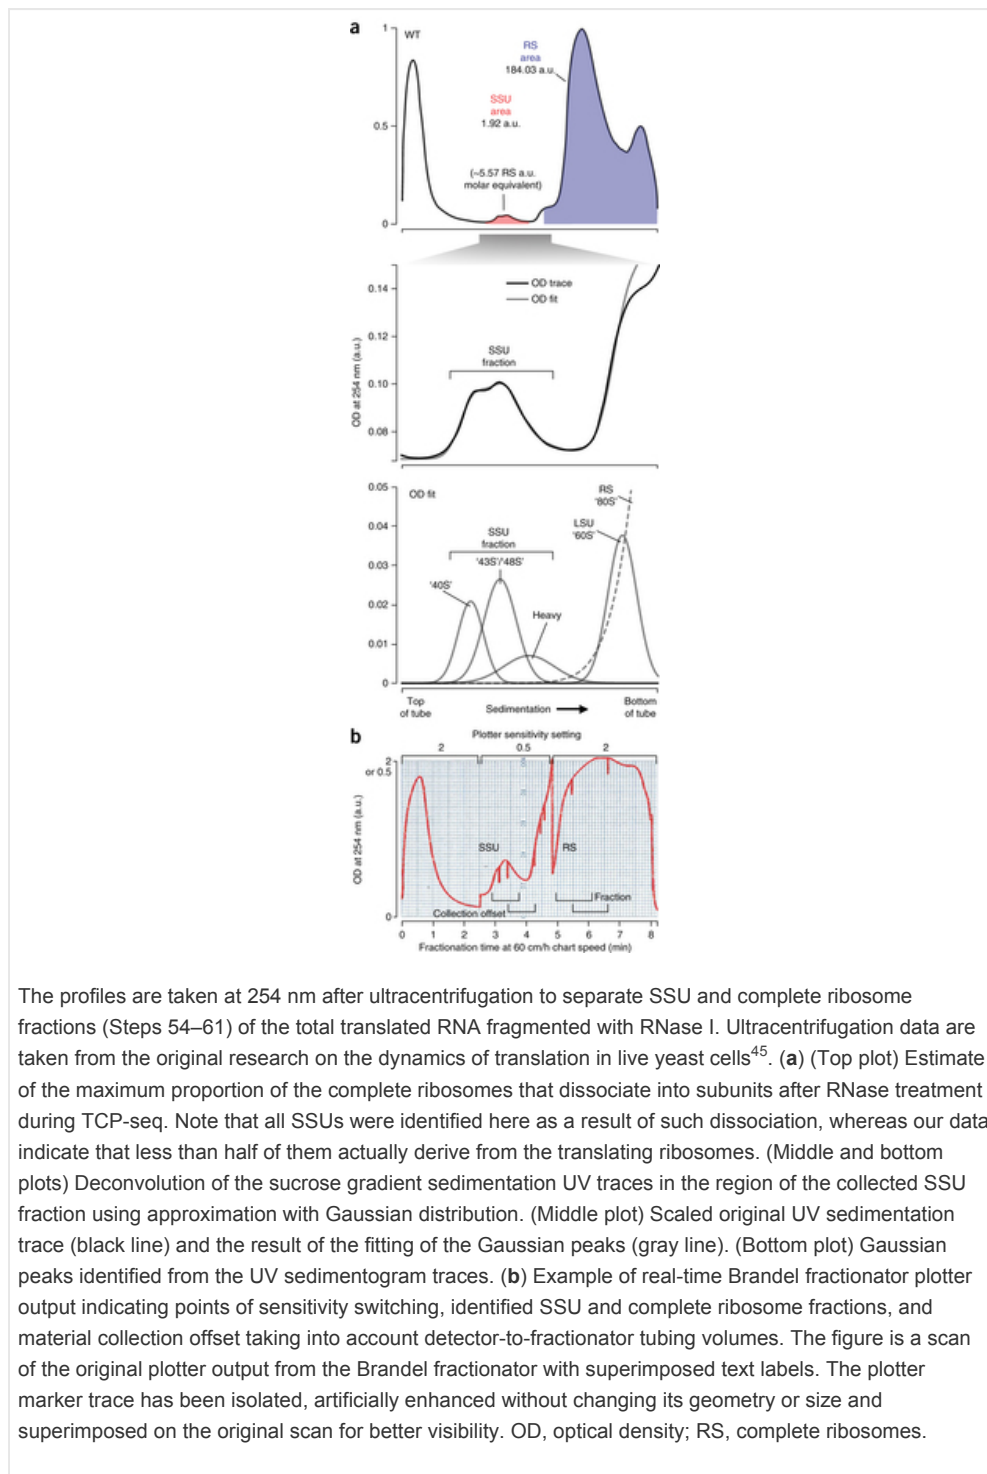 a
1
WT
RS
area
184.03 a.u.
SSU
area
1.92 a.u.
0.5
(~5.57 RS a.u.
molar equivalent)
0
0.14
OD trace
OD fit
0.12
SSU
fraction
0.10
OD at 254 nm (a.u.)
0.08
0.05
OD fit
RS
'80S'
0.04
LSU
'60S'
SSU
fraction
'43S'/'48S'
0.03
'40S'
0.02
Heavy
0.01
0
Top
of tube
Sedimentation
Bottom
of tube
b
Plotter sensitivity setting
2
0.5
2
2
or 0.5
OD at 254 nm (a.u.)
SSU
RS
Fraction
Collection offset
0
0 1 2 3 4 5 6 7 8
Fractionation time at 60 cm/h chart speed (min)
The profiles are taken at 254 nm after ultracentrifugation to separate SSU and complete ribosome
fractions (Steps 54–61) of the total translated RNA fragmented with RNase I. Ultracentrifugation data are
taken from the original research on the dynamics of translation in live yeast cells45. (a) (Top plot) Estimate
of the maximum proportion of the complete ribosomes that dissociate into subunits after RNase treatment
during TCP-seq. Note that all SSUs were identified here as a result of such dissociation, whereas our data
indicate that less than half of them actually derive from the translating ribosomes. (Middle and bottom
plots) Deconvolution of the sucrose gradient sedimentation UV traces in the region of the collected SSU
fraction using approximation with Gaussian distribution. (Middle plot) Scaled original UV sedimentation
trace (black line) and the result of the fitting of the Gaussian peaks (gray line). (Bottom plot) Gaussian
peaks identified from the UV sedimentogram traces. (b) Example of real-time Brandel fractionator plotter
output indicating points of sensitivity switching, identified SSU and complete ribosome fractions, and
material collection offset taking into account detector-to-fractionator tubing volumes. The figure is a scan
of the original plotter output from the Brandel fractionator with superimposed text labels. The plotter
marker trace has been isolated, artificially enhanced without changing its geometry or size and
superimposed on the original scan for better visibility. OD, optical density; RS, complete ribosomes.